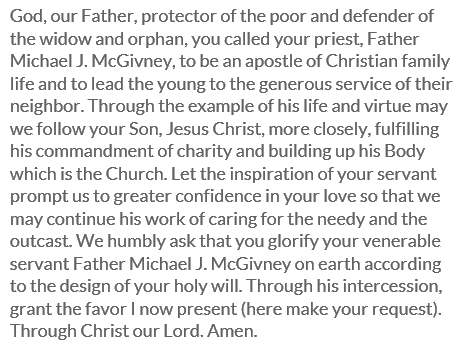 God, our Father, protector of the poor and defender of
the widow and orphan, you called your priest, Father
Michael J. McGivney, to be an apostle of Christian family
life and to lead the young to the generous service of their
neighbor. Through the example of his life and virtue may
we follow your Son, Jesus Christ, more closely, fulfilling
his commandment of charity and building up his Body
which is the Church. Let the inspiration of your servant
prompt us to greater confidence in your love so that we
may continue his work of caring for the needy and the
outcast. We humbly ask that you glorify your venerable
servant Father Michael J. McGivney on earth according
to the design of your holy will. Through his intercession,
grant the favor I now present (here make your request).
Through Christ our Lord. Amen.